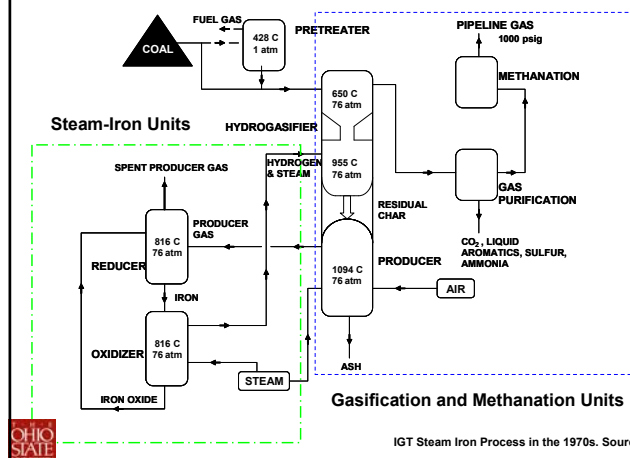 FUEL GAS
PRETREATER
PIPELINE GAS
1000 psig
COAL
428 C
1 atm
METHANATION
650 C
76 atm
Steam-Iron Units
HYDROGASIFIER
SPENT PRODUCER GAS
HYDROGEN
& STEAM
955 C
76 atm
GAS
PURIFICATION
RESIDUAL
CHAR
PRODUCER
GAS
816 C
76 atm
REDUCER
CO2 , LIQUID
AROMATICS, SULFUR,
AMMONIA
PRODUCER
1094 C
76 atm
AIR
IRON
OXIDIZER
816 C
76 atm
STEAM
ASH
IRON OXIDE
Gasification and Methanation Units
T · H · E
OHIO
STATE
IGT Steam Iron Process in the 1970s. Sour